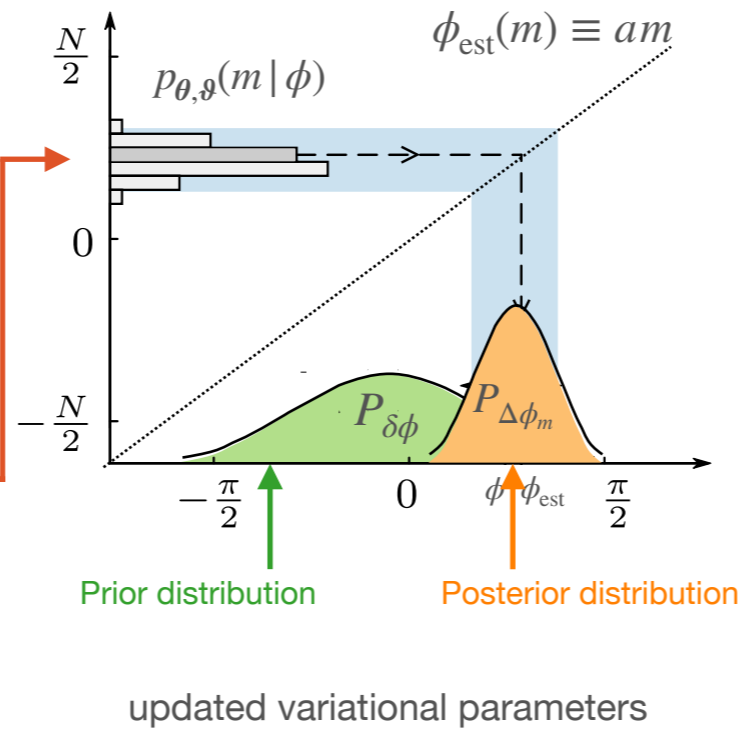 ϕ_est(m) ≡ am
N/2
p_θ,ϑ(m | ϕ)
0
P_Δϕ_m
P_δϕ
−N/2
−π/2
0
ϕ ϕ_est
π/2
Prior distribution
Posterior distribution
updated variational parameters